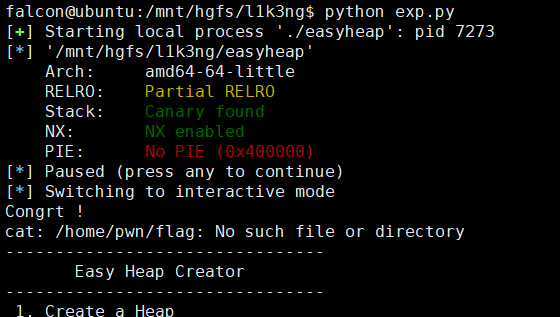 falcon@ubuntu:/mnt/hgfs/l1k3ng$ python exp.py
[+] Starting local process './easyheap': pid 7273
[*] '/mnt/hgfs/l1k3ng/easyheap'
    Arch:     amd64-64-little
    RELRO:    Partial RELRO
    Stack:    Canary found
    NX:       NX enabled
    PIE:      No PIE (0x400000)
[*] Paused (press any to continue)
[*] Switching to interactive mode
Congrt !
cat: /home/pwn/flag: No such file or directory
--------------------------------
       Easy Heap Creator
--------------------------------
 1. Create a Heap